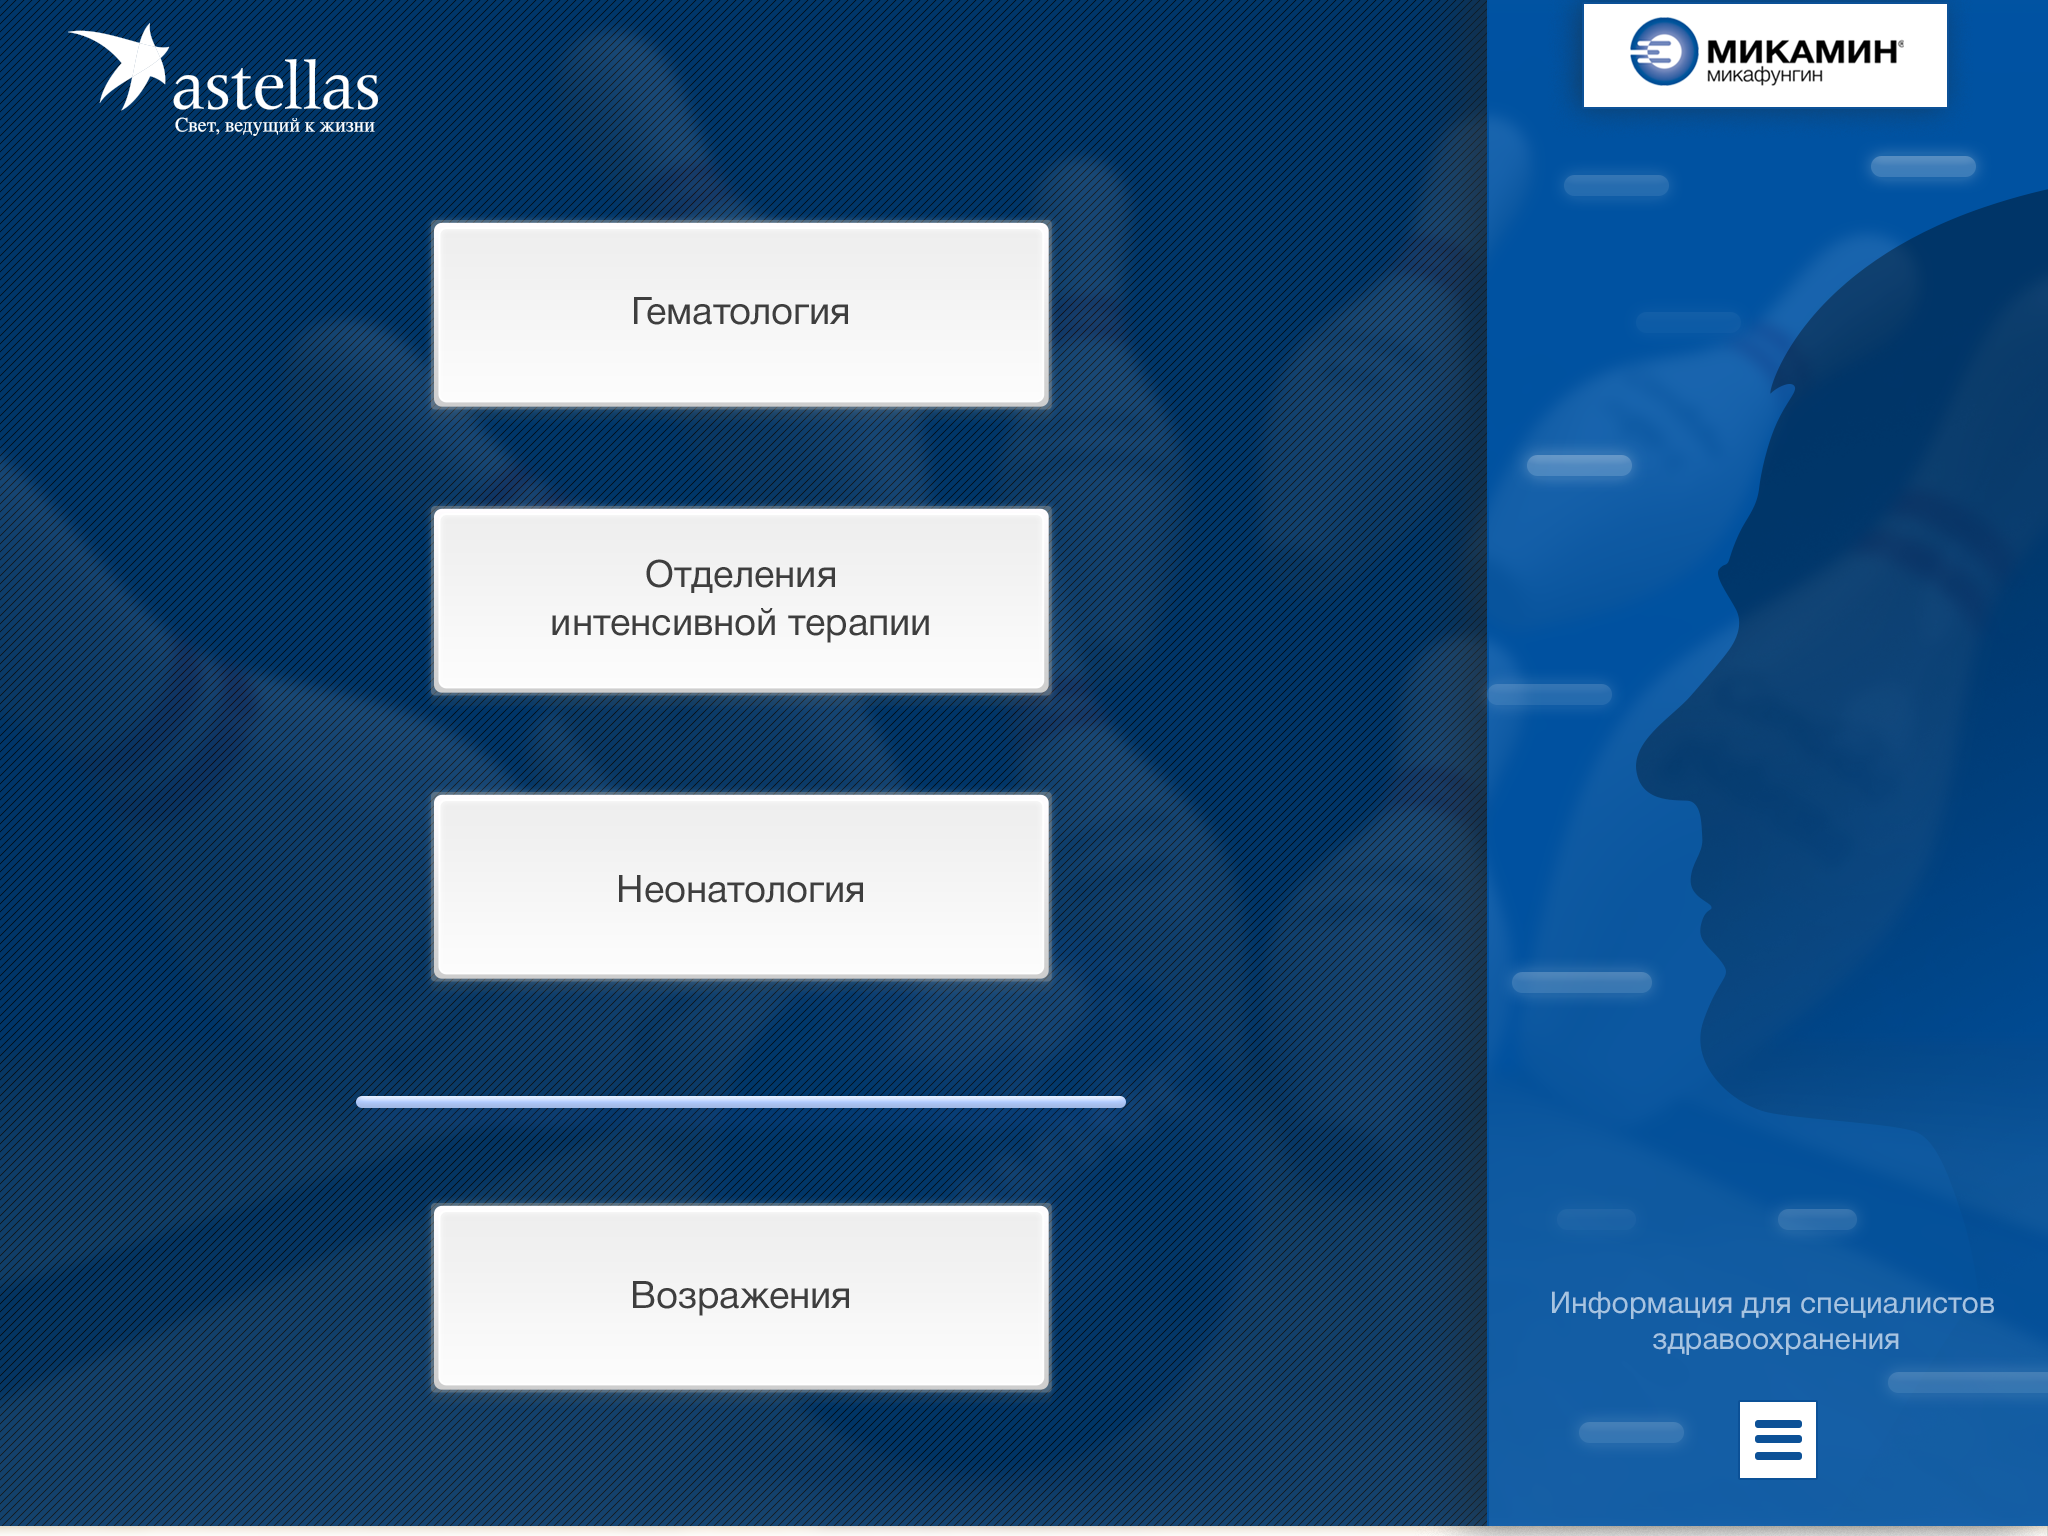 astellas
Свет, ведущий к жизни
МИКАМИН®
микафунгин
Гематология
Отделения
интенсивной терапии
Неонатология
Возражения
Информация для специалистов
здравоохранения